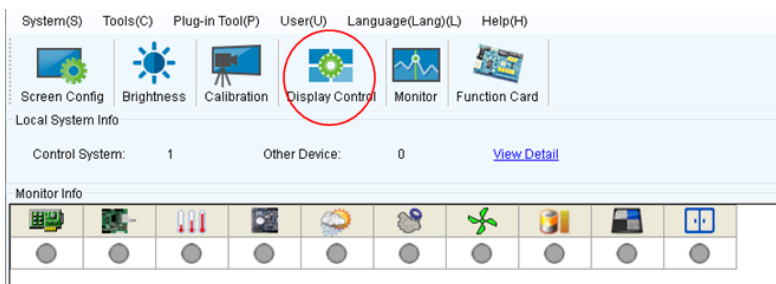 System(S) Tools(C) Plug-in Tool(P) User(U) Language(Lang)(L) Help(H)
Screen Config Brightness Calibration Display Control Monitor Function Card
Local System Info
Control System: 1 Other Device: 0 View Detail
Monitor Info